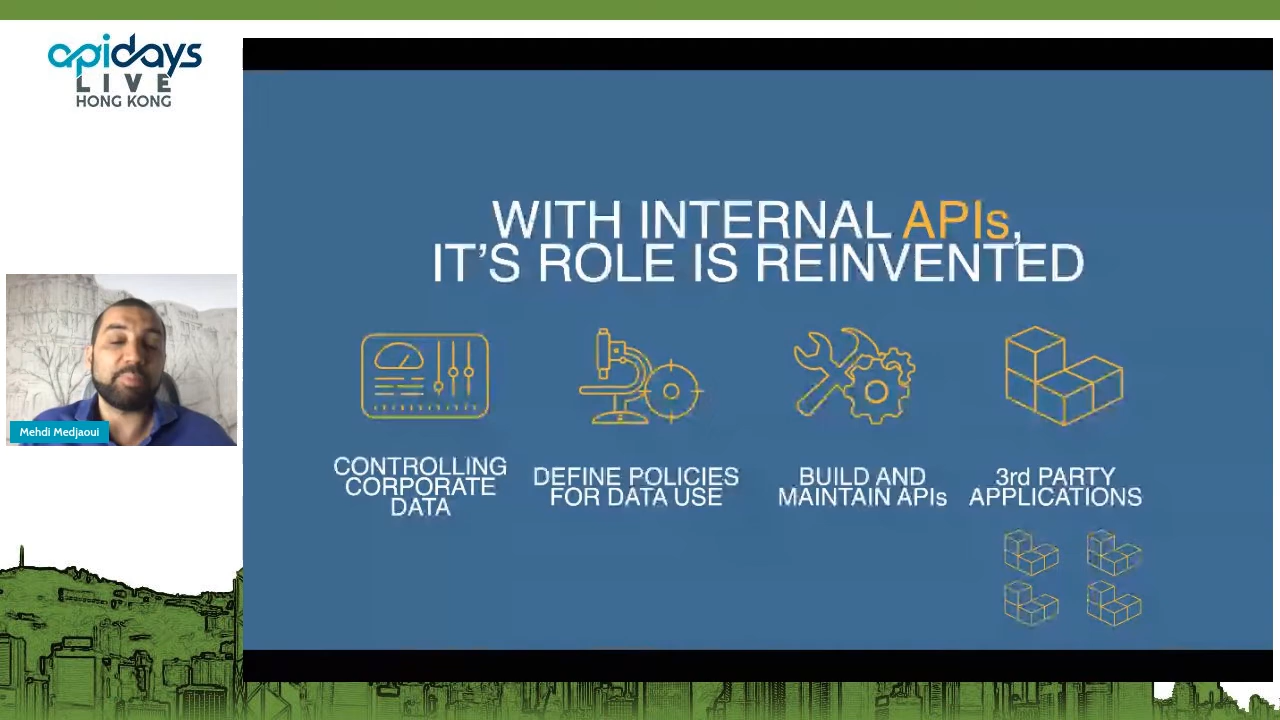 apidays
LIVE
HONG KONG
WITH INTERNAL APIs,
IT'S ROLE IS REINVENTED
CONTROLLING
CORPORATE
DATA
DEFINE POLICIES
FOR DATA USE
BUILD AND
MAINTAIN APIs
3rd PARTY
APPLICATIONS
Mehdi Medjaoui